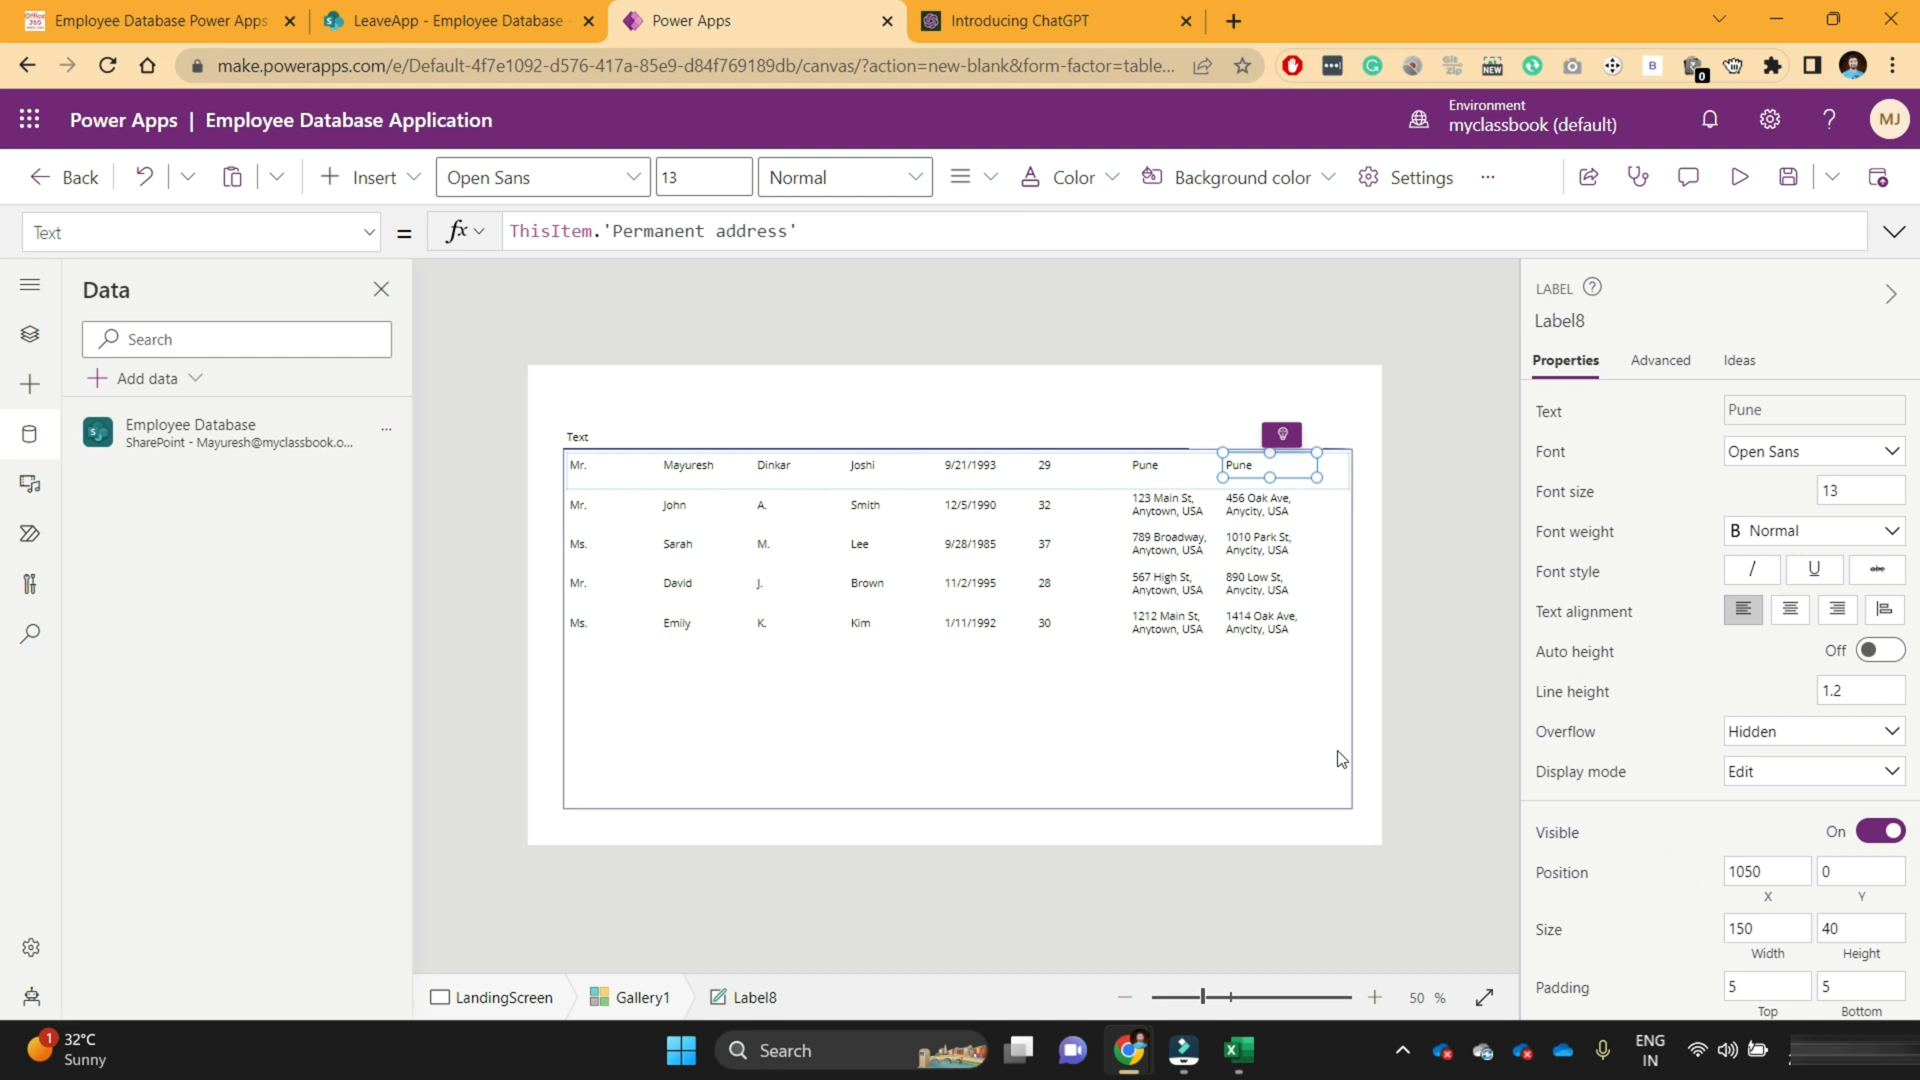 Employee Database Power Apps
LeaveApp - Employee Database
Power Apps
Introducing ChatGPT
make.powerapps.com/e/Default-4f7e1092-d576-417a-85e9-d84f769189db/canvas/?action=new-blank&form-factor=table...
Power Apps | Employee Database Application
Environment
myclassbook (default)
MJ
Back
Insert
Open Sans
13
Normal
Color
Background color
Settings
Text
=
fx
ThisItem.'Permanent address'
Data
Search
Add data
Employee Database
SharePoint - Mayuresh@myclassbook.o...
Text
Mr. Mayuresh Dinkar Joshi 9/21/1993 29 Pune Pune
Mr. John A. Smith 12/5/1990 32 123 Main St, Anytown, USA 456 Oak Ave, Anycity, USA
Ms. Sarah M. Lee 9/28/1985 37 789 Broadway, Anytown, USA 1010 Park St, Anycity, USA
Mr. David J. Brown 11/2/1995 28 567 High St, Anytown, USA 890 Low St, Anycity, USA
Ms. Emily K. Kim 1/11/1992 30 1212 Main St, Anytown, USA 1414 Oak Ave, Anycity, USA
LABEL
Label8
Properties
Advanced
Ideas
Text Pune
Font Open Sans
Font size 13
Font weight B Normal
Font style / U abc
Text alignment
Auto height Off
Line height 1.2
Overflow Hidden
Display mode Edit
Visible On
Position 1050 0
X Y
Size 150 40
Width Height
Padding 5 5
Top Bottom
LandingScreen
Gallery1
Label8
50 %
1
32°C
Sunny
Search
ENG
IN